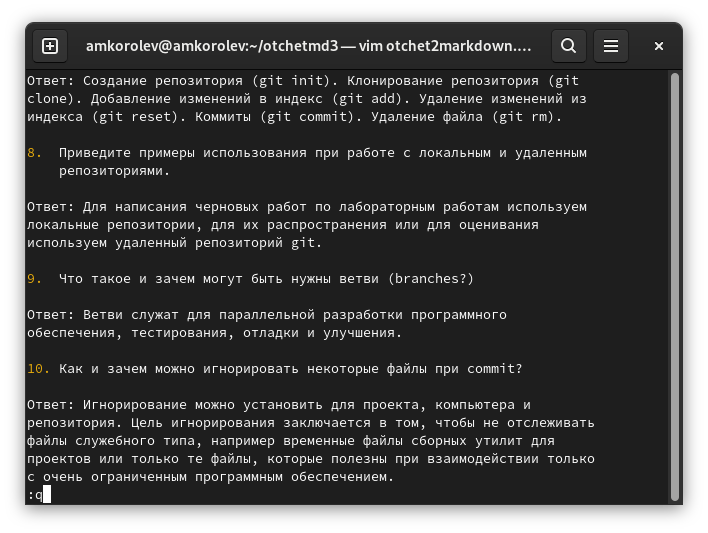 amkorolev@amkorolev:~/otchetmd3 — vim otchet2markdown....
Ответ: Создание репозитория (git init). Клонирование репозитория (git
clone). Добавление изменений в индекс (git add). Удаление изменений из
индекса (git reset). Коммиты (git commit). Удаление файла (git rm).
8. Приведите примеры использования при работе с локальным и удаленным
репозиториями.
Ответ: Для написания черновых работ по лабораторным работам используем
локальные репозитории, для их распространения или для оценивания
используем удаленный репозиторий git.
9. Что такое и зачем могут быть нужны ветви (branches?)
Ответ: Ветви служат для параллельной разработки программного
обеспечения, тестирования, отладки и улучшения.
10. Как и зачем можно игнорировать некоторые файлы при commit?
Ответ: Игнорирование можно установить для проекта, компьютера и
репозитория. Цель игнорирования заключается в том, чтобы не отслеживать
файлы служебного типа, например временные файлы сборных утилит для
проектов или только те файлы, которые полезны при взаимодействии только
с очень ограниченным программным обеспечением.
:q